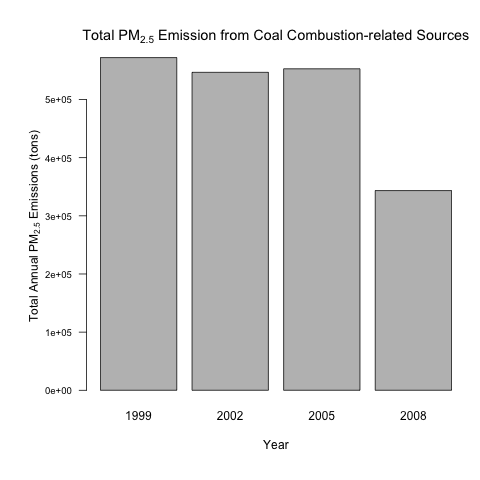 Total PM2.5 Emission from Coal Combustion-related Sources
Total Annual PM2.5 Emissions (tons)
5e+05
4e+05
3e+05
2e+05
1e+05
0e+00
1999 2002 2005 2008
Year